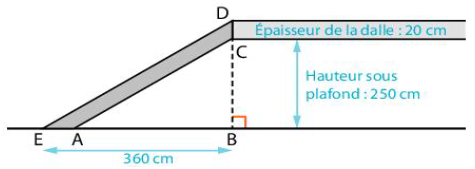 D
Épaisseur de la dalle : 20 cm
C
Hauteur sous
plafond : 250 cm
E A B
360 cm